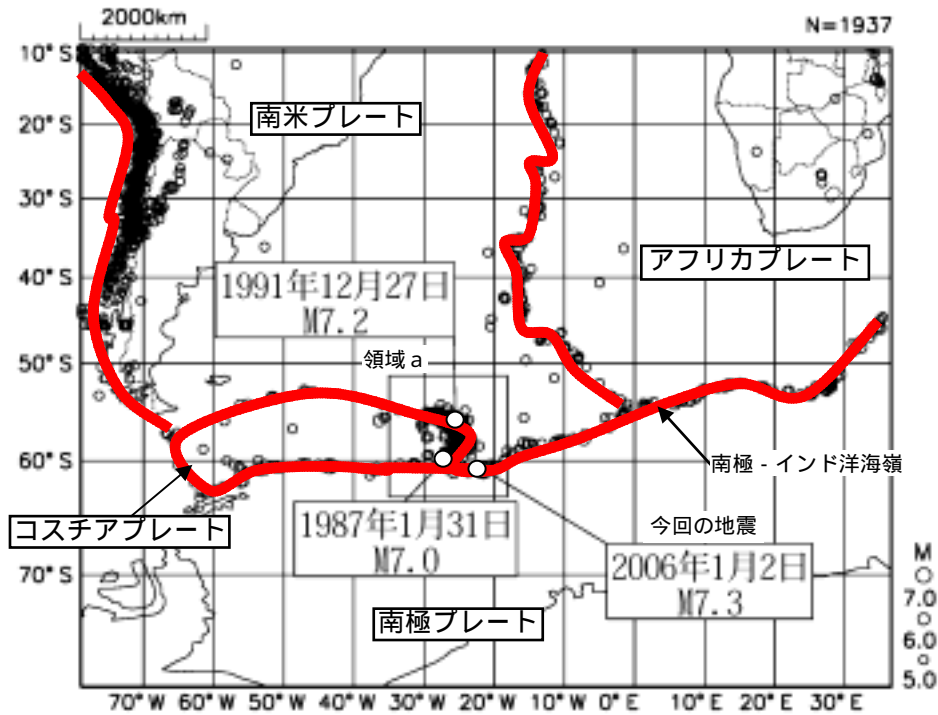 2000km
N=1937
10°S
20°S
30°S
40°S
50°S
60°S
70°S
南米プレート
アフリカプレート
1991年12月27日
M7.2
領域a
南極-インド洋海嶺
コスチアプレート
1987年1月31日
M7.0
今回の地震
2006年1月2日
M7.3
南極プレート
M
7.0
6.0
5.0
70°W 60°W 50°W 40°W 30°W 20°W 10°W 0°E 10°E 20°E 30°E